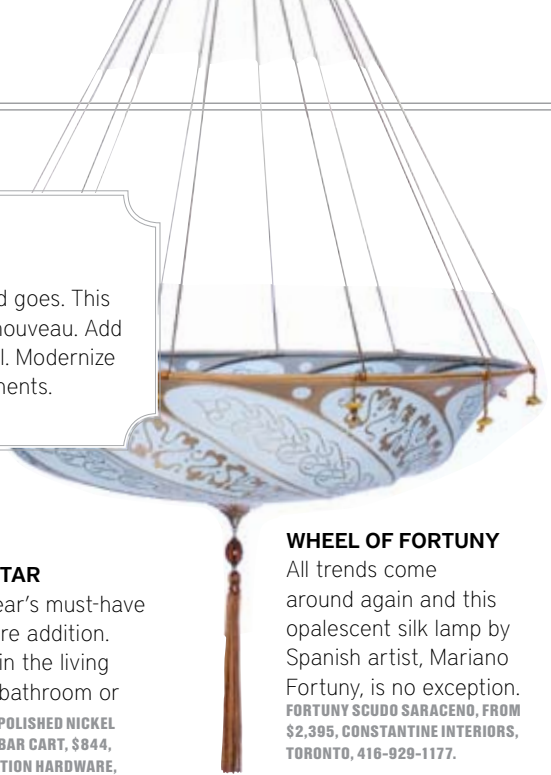 d goes. This
nouveau. Add
l. Modernize
nents.
TAR
ear's must-have
re addition.
in the living
bathroom or
POLISHED NICKEL
BAR CART, $844,
TION HARDWARE,
WHEEL OF FORTUNY
All trends come
around again and this
opalescent silk lamp by
Spanish artist, Mariano
Fortuny, is no exception.
FORTUNY SCUDO SARACENO, FROM
$2,395, CONSTANTINE INTERIORS,
TORONTO, 416-929-1177.